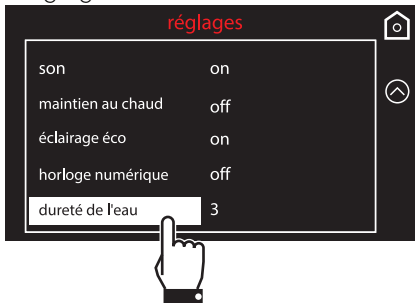 réglages
son on
maintien au chaud off
éclairage éco on
horloge numérique off
dureté de l'eau 3